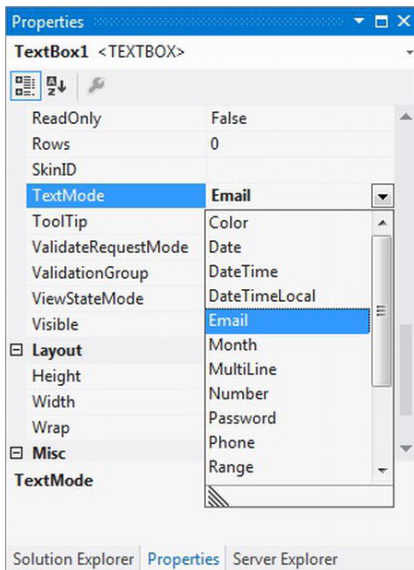 Properties
TextBox1 <TEXTBOX>
ReadOnly False
Rows 0
SkinID
TextMode Email
ToolTip
ValidateRequestMode
ValidationGroup
ViewStateMode
Visible
Layout
Height
Width
Wrap
Misc
Color
Date
DateTime
DateTimeLocal
Email
Month
MultiLine
Number
Password
Phone
Range
TextMode
Solution Explorer Properties Server Explorer